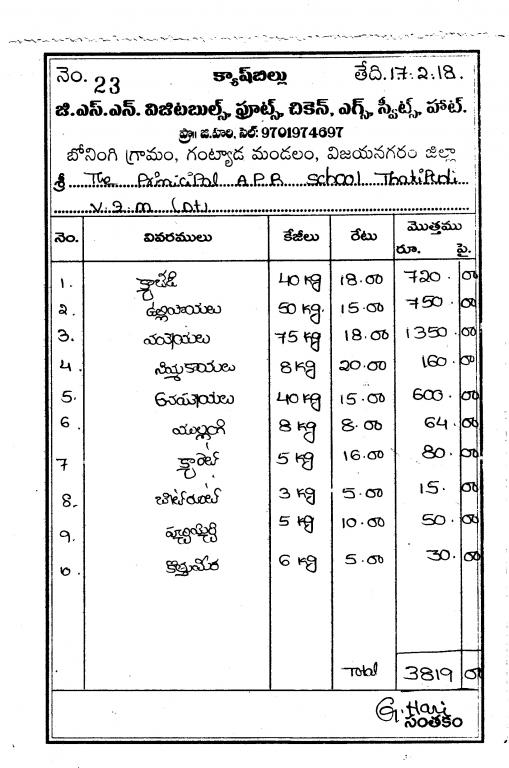 నెం. 23 క్యాష్‌బిల్లు తేది.17.2.18.
జి.ఎస్.ఎన్. విజిటబుల్స్, ఫ్రూట్స్, చికెన్, ఎగ్స్, స్వీట్స్, హాట్.
ప్రొ॥ జి.హరి, సెల్: 9701974697
బోనింగి గ్రామం, గంట్యాడ మండలం, విజయనగరం జిల్లా
శ్రీ The Principal A.P.R School Thatipudi
V.Z.M (Dt)
నెం. వివరములు కేజీలు రేటు మొత్తము రూ. పై.
1. క్యాబేజి 40 kg 18.00 720.00
2. ఉల్లిపాయలు 50 kg. 15.00 750.00
3. వంకాయలు 75 kg 18.00 1350.00
4. నిమ్మకాయలు 8 kg 20.00 160.00
5. 40 kg 15.00 600.00
6. 8 kg 8.00 64.00
7 క్యారెట్ 5 kg 16.00 80.00
8. బీట్‌రూట్ 3 kg 5.00 15.00
9. 5 kg 10.00 50.00
10. కొత్తుమీర 6 kg 5.00 30.00
Total 3819 00
G. Hari
సంతకం